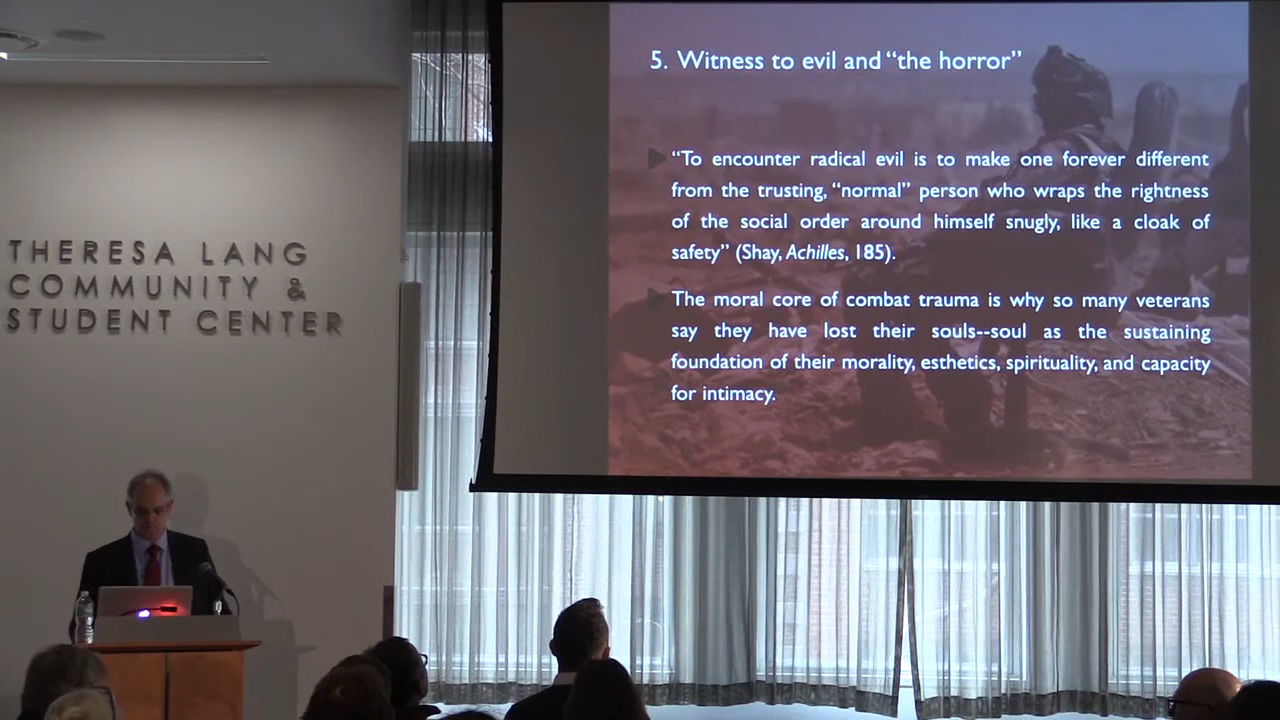 THERESA LANG
COMMUNITY &
STUDENT CENTER
5. Witness to evil and “the horror”
“To encounter radical evil is to make one forever different
from the trusting, “normal” person who wraps the rightness
of the social order around himself snugly, like a cloak of
safety” (Shay, Achilles, 185).
The moral core of combat trauma is why so many veterans
say they have lost their souls--soul as the sustaining
foundation of their morality, esthetics, spirituality, and capacity
for intimacy.